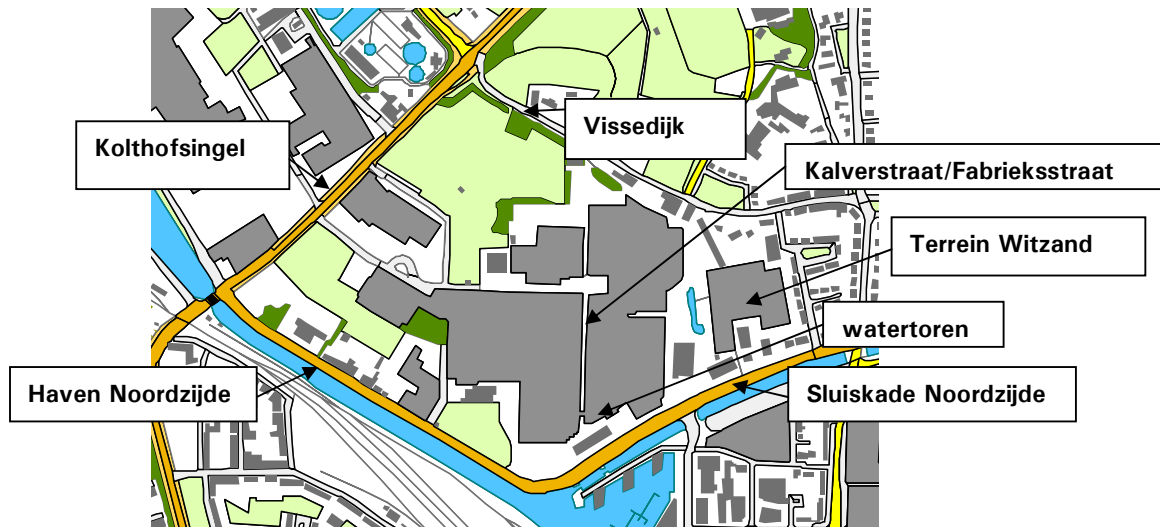 Vissedijk
Kolthofsingel
Kalverstraat/Fabrieksstraat
Terrein Witzand
watertoren
Haven Noordzijde
Sluiskade Noordzijde